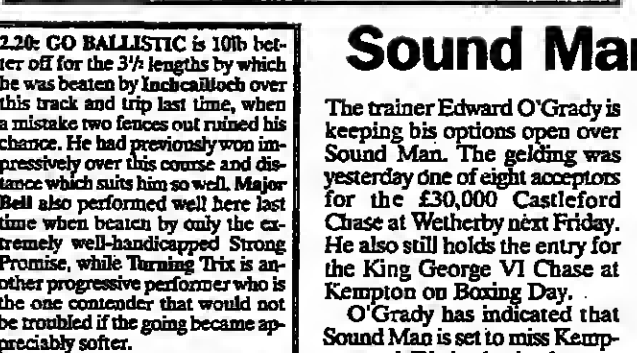 2.20: GO BALLISTIC is 10lb bet-
ter off for the 3½ lengths by which
he was beaten by Inchcailloch over
this track and trip last time, when
a mistake two fences out ruined his
chance. He had previously won im-
pressively over this course and dis-
tance which suits him so well. Major
Bell also performed well here last
time when beaten by only the ex-
tremely well-handicapped Strong
Promise, while Turning Trix is an-
other progressive performer who is
the one contender that would not
be troubled if the going became ap-
preciably softer.
Sound Man
The trainer Edward O'Grady is
keeping his options open over
Sound Man. The gelding was
yesterday one of eight acceptors
for the £30,000 Castleford
Chase at Wetherby next Friday.
He also still holds the entry for
the King George VI Chase at
Kempton on Boxing Day.
O'Grady has indicated that
Sound Man is set to miss Kemp-